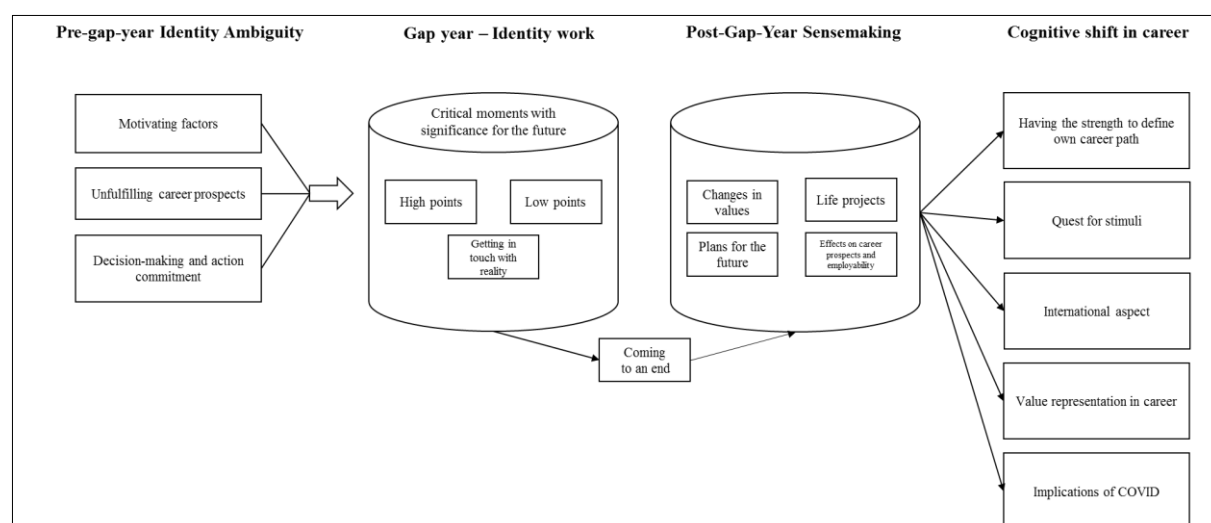 Pre-gap-year Identity Ambiguity
Gap year – Identity work
Post-Gap-Year Sensemaking
Cognitive shift in career
Motivating factors
Unfulfilling career prospects
Decision-making and action
commitment
Critical moments with
significance for the future
High points
Low points
Getting in
touch with
reality
Coming
to an end
Changes in
values
Life projects
Plans for the
future
Effects on career
prospects and
employability
Having the strength to define
own career path
Quest for stimuli
International aspect
Value representation in career
Implications of COVID